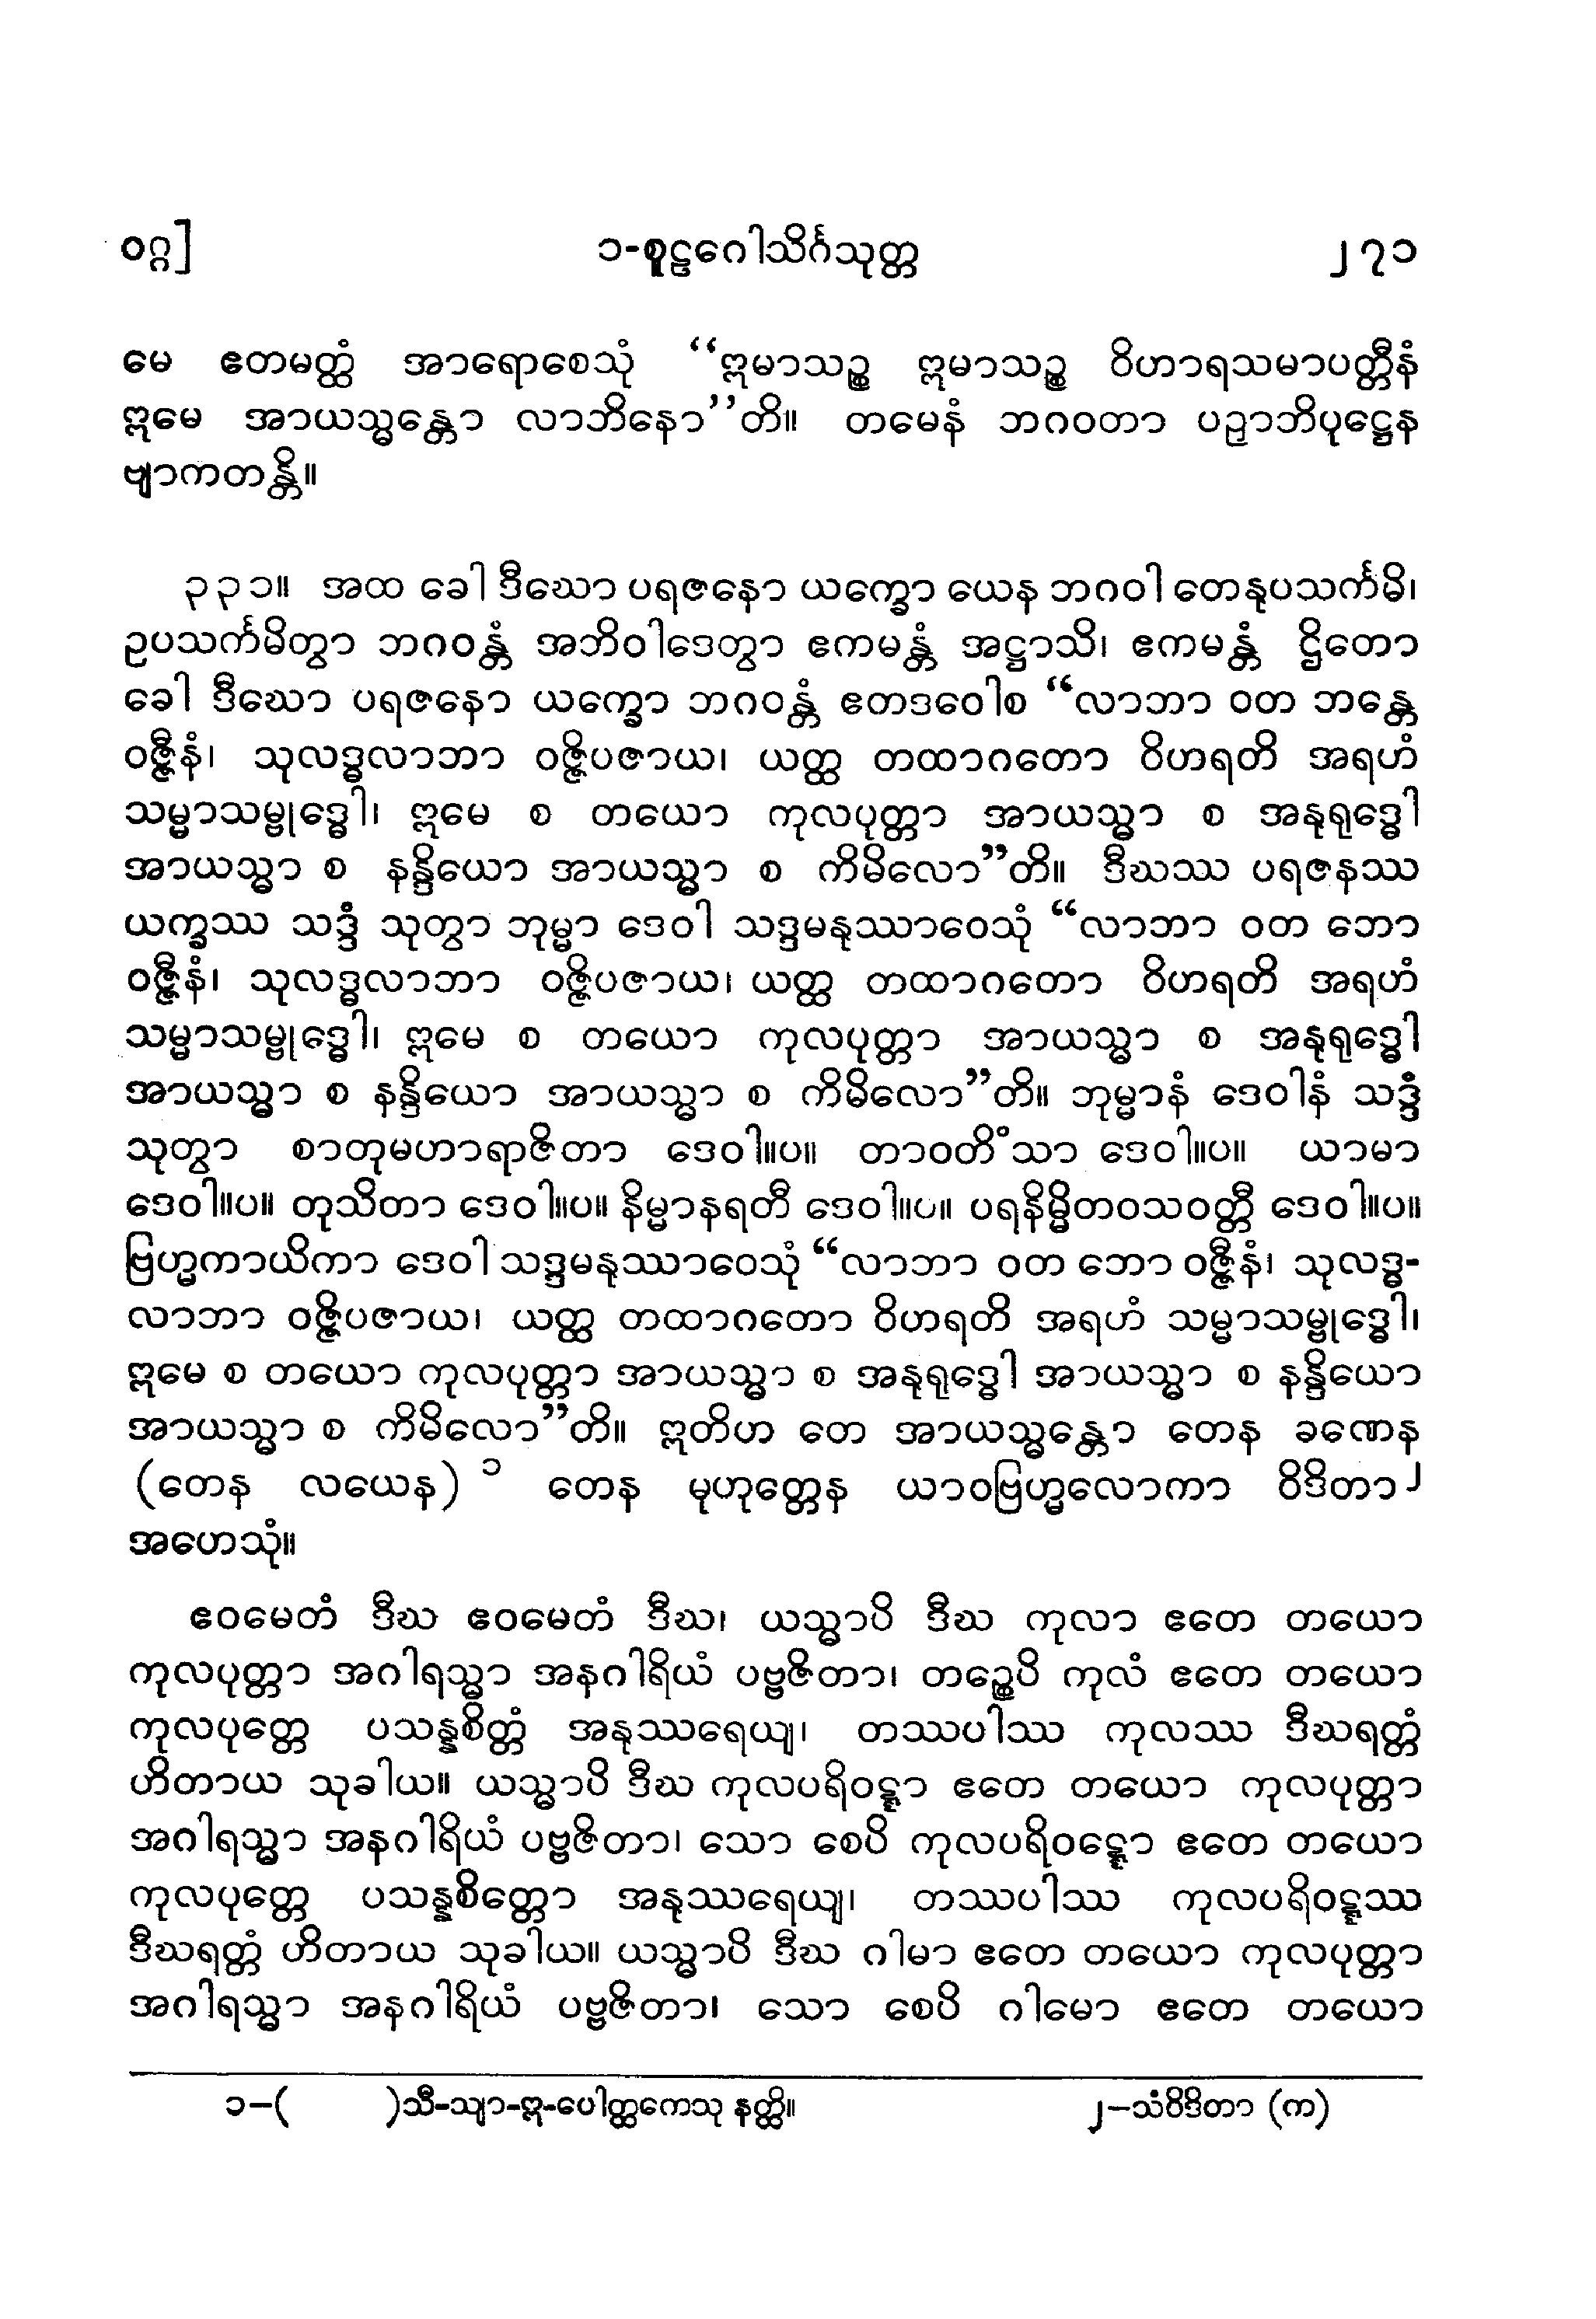 ဝဂ္ဂ] ၁-စူဠဂေါသိင်္ဂသုတ္တ ၂၇၁
မေ ဧတမတ္ထံ အာရောစေသုံ “ဣမာသဉ္စ ဣမာသဉ္စ ဝိဟာရသမာပတ္တီနံ
ဣမေ အာယသ္မန္တော လာဘိနော”တိ။ တမေနံ ဘဂဝတာ ပဉှာဘိပုဋ္ဌေန
ဗျာကတန္တိ။
၃၃၁။ အထ ခေါ ဒီဃော ပရဇနော ယက္ခော ယေန ဘဂဝါ တေနုပသင်္ကမိ၊
ဥပသင်္ကမိတွာ ဘဂဝန္တံ အဘိဝါဒေတွာ ဧကမန္တံ အဋ္ဌာသိ၊ ဧကမန္တံ ဌိတော
ခေါ ဒီဃော ပရဇနော ယက္ခော ဘဂဝန္တံ ဧတဒဝေါစ “လာဘာ ဝတ ဘန္တေ
ဝဇ္ဇီနံ၊ သုလဒ္ဓလာဘာ ဝဇ္ဇိပဇာယ၊ ယတ္ထ တထာဂတော ဝိဟရတိ အရဟံ
သမ္မာသမ္ဗုဒ္ဓေါ၊ ဣမေ စ တယော ကုလပုတ္တာ အာယသ္မာ စ အနုရုဒ္ဓေါ
အာယသ္မာ စ နန္ဒိယော အာယသ္မာ စ ကိမိလော”တိ။ ဒီဃဿ ပရဇနဿ
ယက္ခဿ သဒ္ဒံ သုတွာ ဘုမ္မာ ဒေဝါ သဒ္ဒမနုဿာဝေသုံ “လာဘာ ဝတ ဘော
ဝဇ္ဇီနံ၊ သုလဒ္ဓလာဘာ ဝဇ္ဇိပဇာယ၊ ယတ္ထ တထာဂတော ဝိဟရတိ အရဟံ
သမ္မာသမ္ဗုဒ္ဓေါ၊ ဣမေ စ တယော ကုလပုတ္တာ အာယသ္မာ စ အနုရုဒ္ဓေါ
အာယသ္မာ စ နန္ဒိယော အာယသ္မာ စ ကိမိလော”တိ။ ဘုမ္မာနံ ဒေဝါနံ သဒ္ဒံ
သုတွာ စာတုမဟာရာဇိတာ ဒေဝါ။ပ။ တာဝတိံသာ ဒေဝါ။ပ။ ယာမာ
ဒေဝါ။ပ။ တုသိတာ ဒေဝါ။ပ။ နိမ္မာနရတီ ဒေဝါ။ပ။ ပရနိမ္မိတဝသဝတ္တီ ဒေဝါ။ပ။
ဗြဟ္မကာယိကာ ဒေဝါ သဒ္ဒမနုဿာဝေသုံ “လာဘာ ဝတ ဘော ဝဇ္ဇီနံ၊ သုလဒ္ဓ-
လာဘာ ဝဇ္ဇိပဇာယ၊ ယတ္ထ တထာဂတော ဝိဟရတိ အရဟံ သမ္မာသမ္ဗုဒ္ဓေါ၊
ဣမေ စ တယော ကုလပုတ္တာ အာယသ္မာ စ အနုရုဒ္ဓေါ အာယသ္မာ စ နန္ဒိယော
အာယသ္မာ စ ကိမိလော”တိ။ ဣတိဟ တေ အာယသ္မန္တော တေန ခဏေန
(တေန လယေန) ၁ တေန မုဟုတ္တေန ယာဝဗြဟ္မလောကာ ဝိဒိတာ ၂
အဟေသုံ။
ဧဝမေတံ ဒီဃ ဧဝမေတံ ဒီဃ၊ ယသ္မာပိ ဒီဃ ကုလာ ဧတေ တယော
ကုလပုတ္တာ အဂါရသ္မာ အနဂါရိယံ ပဗ္ဗဇိတာ၊ တဉ္စေပိ ကုလံ ဧတေ တယော
ကုလပုတ္တေ ပသန္နစိတ္တံ အနုဿရေယျ၊ တဿပါဿ ကုလဿ ဒီဃရတ္တံ
ဟိတာယ သုခါယ။ ယသ္မာပိ ဒီဃ ကုလပရိဝဋ္ဋာ ဧတေ တယော ကုလပုတ္တာ
အဂါရသ္မာ အနဂါရိယံ ပဗ္ဗဇိတာ၊ သော စေပိ ကုလပရိဝဋ္ဋော ဧတေ တယော
ကုလပုတ္တေ ပသန္နစိတ္တော အနုဿရေယျ၊ တဿပါဿ ကုလပရိဝဋ္ဋဿ
ဒီဃရတ္တံ ဟိတာယ သုခါယ။ ယသ္မာပိ ဒီဃ ဂါမာ ဧတေ တယော ကုလပုတ္တာ
အဂါရသ္မာ အနဂါရိယံ ပဗ္ဗဇိတာ၊ သော စေပိ ဂါမော ဧတေ တယော
၁–( )သီ-သျာ-ဣ-ပေါတ္ထကေသု နတ္ထိ။ ၂–သံဝိဒိတာ (က)